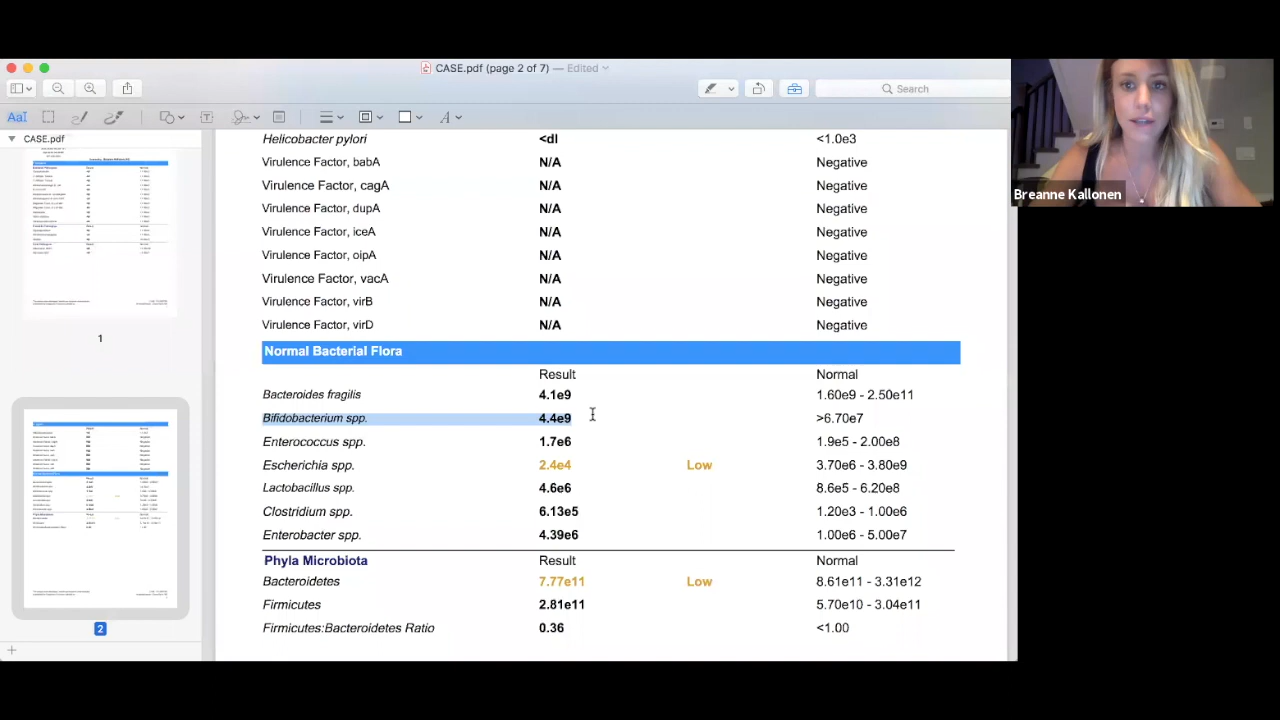 CASE.pdf (page 2 of 7) — Edited
Search
CASE.pdf
Helicobacter pylori <dl <1.0e3
Virulence Factor, babA N/A Negative
Virulence Factor, cagA N/A Negative
Virulence Factor, dupA N/A Negative
Virulence Factor, iceA N/A Negative
Virulence Factor, oipA N/A Negative
Virulence Factor, vacA N/A Negative
Virulence Factor, virB N/A Negative
Virulence Factor, virD N/A Negative
Normal Bacterial Flora
Result Normal
Bacteroides fragilis 4.1e9 1.60e9 - 2.50e11
Bifidobacterium spp. 4.4e9 >6.70e7
Enterococcus spp. 1.7e6 1.9e5 - 2.00e8
Escherichia spp. 2.4e4 Low 3.70e6 - 3.80e9
Lactobacillus spp. 4.6e6 8.6e5 - 6.20e8
Clostridium spp. 6.13e5 1.20e3 - 1.00e6
Enterobacter spp. 4.39e6 1.00e6 - 5.00e7
Phyla Microbiota Result Normal
Bacteroidetes 7.77e11 Low 8.61e11 - 3.31e12
Firmicutes 2.81e11 5.70e10 - 3.04e11
Firmicutes:Bacteroidetes Ratio 0.36 <1.00
1
2
Breanne Kallonen